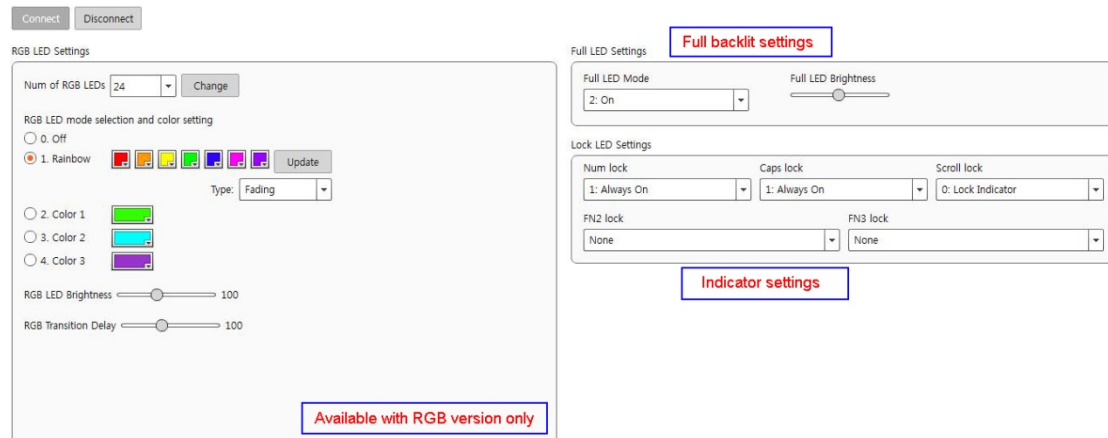 Connect Disconnect
RGB LED Settings
Num of RGB LEDs 24 Change
RGB LED mode selection and color setting
0. Off
1. Rainbow Update
Type: Fading
2. Color 1
3. Color 2
4. Color 3
RGB LED Brightness 100
RGB Transition Delay 100
Available with RGB version only
Full backlit settings
Full LED Settings
Full LED Mode Full LED Brightness
2: On
Lock LED Settings
Num lock Caps lock Scroll lock
1: Always On 1: Always On 0: Lock Indicator
FN2 lock FN3 lock
None None
Indicator settings